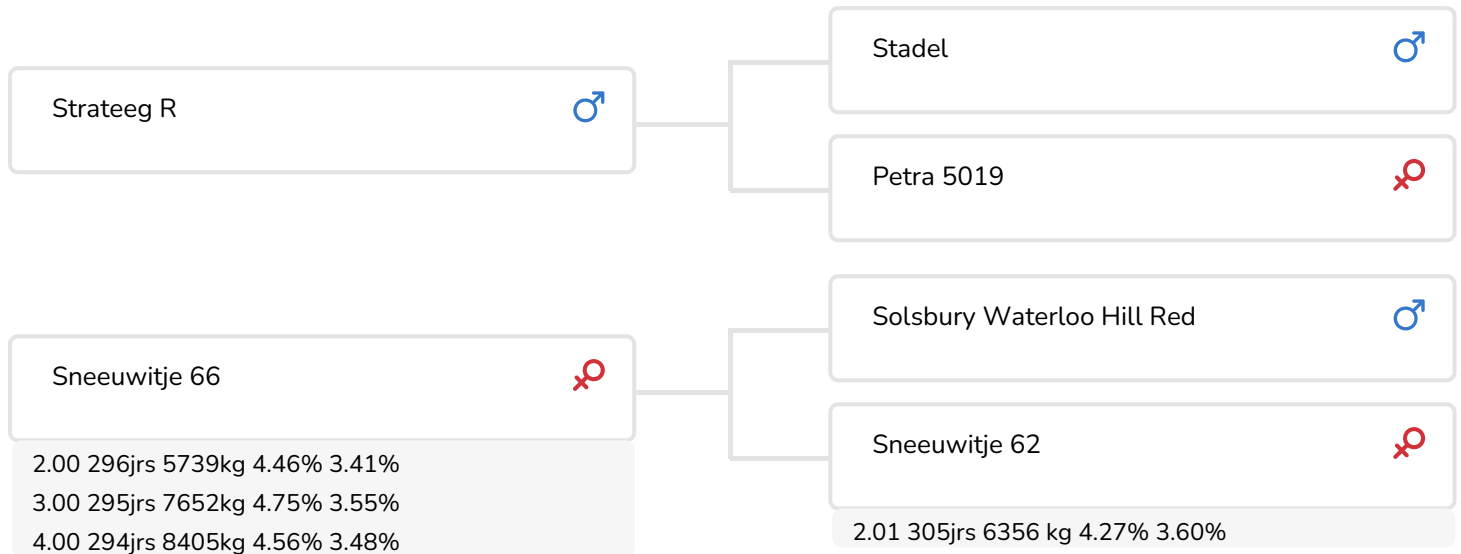 Strateeg R
Stadel
Petra 5019
Sneeuwitje 66
2.00 296jrs 5739kg 4.46% 3.41%
3.00 295jrs 7652kg 4.75% 3.55%
4.00 294jrs 8405kg 4.56% 3.48%
Solsbury Waterloo Hill Red
Sneeuwitje 62
2.01 305jrs 6356 kg 4.27% 3.60%